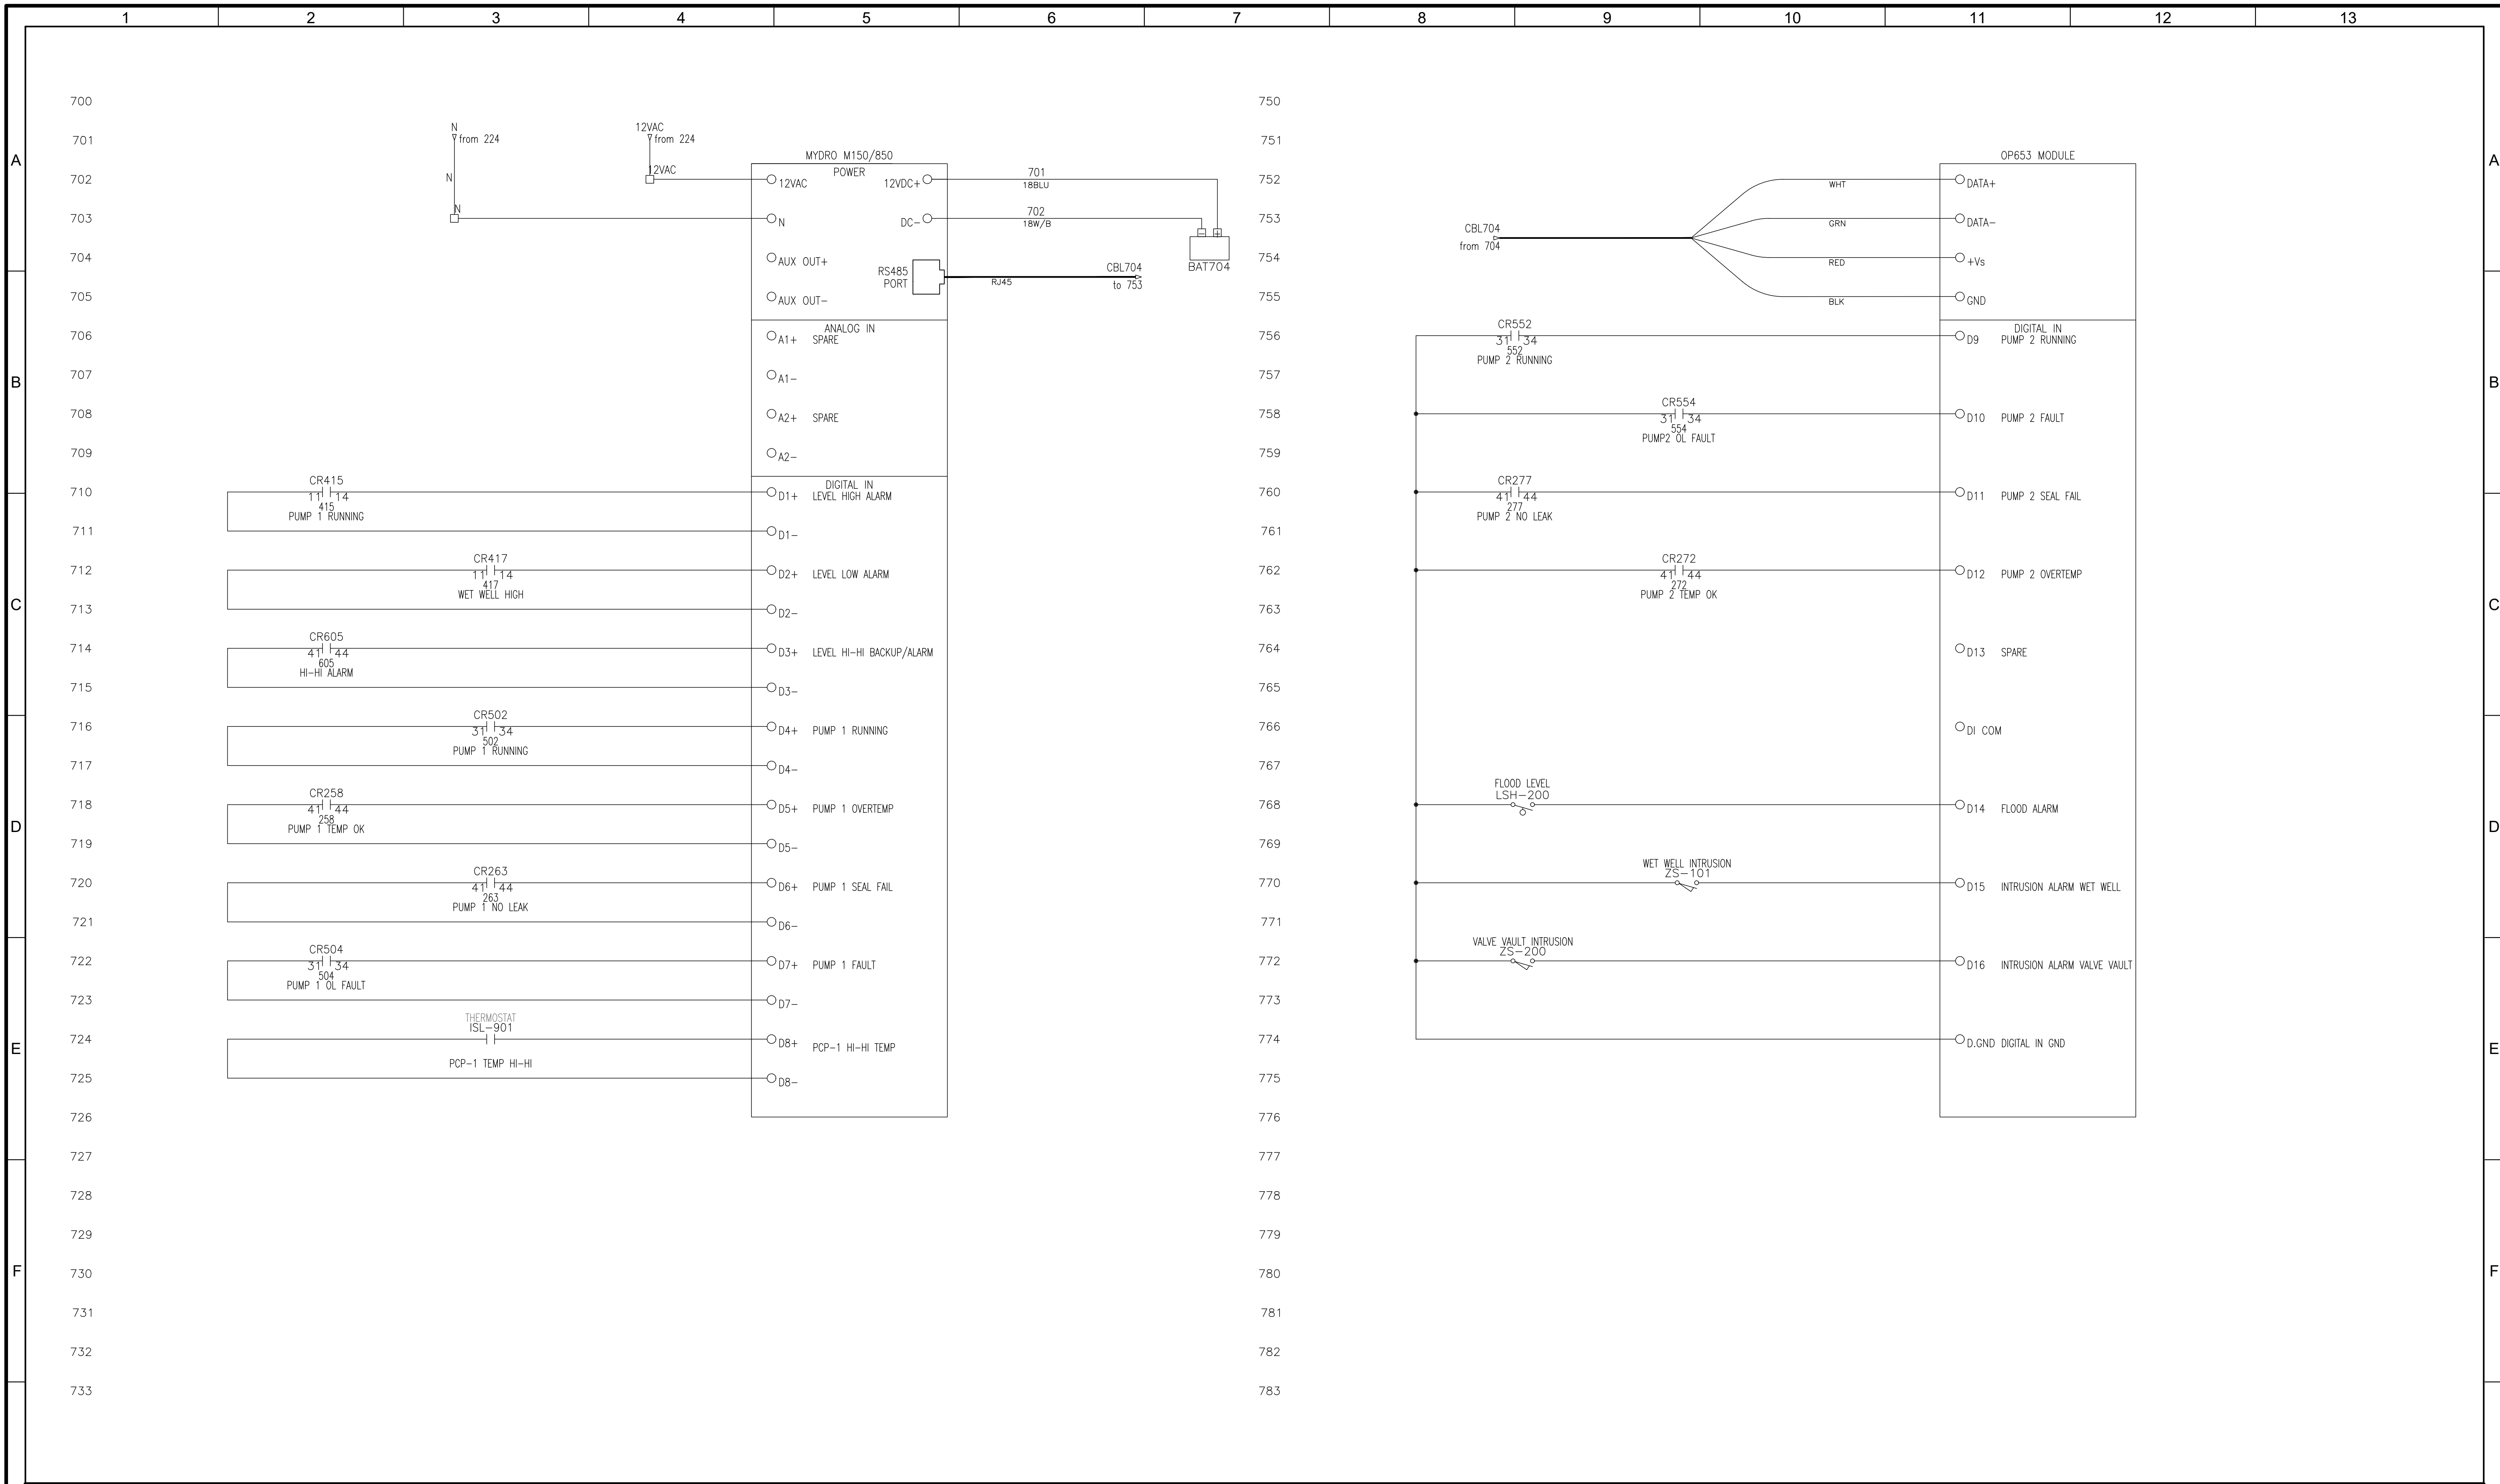 1 2 3 4 5 6 7 8 9 10 11 12 13
A
B
C
D
E
F
700
701
702
703
704
705
706
707
708
709
710
711
712
713
714
715
716
717
718
719
720
721
722
723
724
725
726
727
728
729
730
731
732
733
N
from 224
N
N
12VAC
from 224
12VAC
MYDRO M150/850
POWER
12VAC 12VDC+
N DC-
AUX OUT+
RS485
PORT
AUX OUT-
701
18BLU
702
18W/B
- +
BAT704
RJ45
CBL704
to 753
ANALOG IN
A1+ SPARE
A1-
A2+ SPARE
A2-
DIGITAL IN
D1+ LEVEL HIGH ALARM
D1-
D2+ LEVEL LOW ALARM
D2-
D3+ LEVEL HI-HI BACKUP/ALARM
D3-
D4+ PUMP 1 RUNNING
D4-
D5+ PUMP 1 OVERTEMP
D5-
D6+ PUMP 1 SEAL FAIL
D6-
D7+ PUMP 1 FAULT
D7-
D8+ PCP-1 HI-HI TEMP
D8-
CR415
11 14
415
PUMP 1 RUNNING
CR417
11 14
417
WET WELL HIGH
CR605
41 44
605
HI-HI ALARM
CR502
31 34
502
PUMP 1 RUNNING
CR258
41 44
258
PUMP 1 TEMP OK
CR263
41 44
263
PUMP 1 NO LEAK
CR504
31 34
504
PUMP 1 OL FAULT
THERMOSTAT
ISL-901
PCP-1 TEMP HI-HI
750
751
752
753
754
755
756
757
758
759
760
761
762
763
764
765
766
767
768
769
770
771
772
773
774
775
776
777
778
779
780
781
782
783
CBL704
from 704
WHT
GRN
RED
BLK
OP653 MODULE
DATA+
DATA-
+Vs
GND
DIGITAL IN
D9 PUMP 2 RUNNING
D10 PUMP 2 FAULT
D11 PUMP 2 SEAL FAIL
D12 PUMP 2 OVERTEMP
D13 SPARE
DI COM
D14 FLOOD ALARM
D15 INTRUSION ALARM WET WELL
D16 INTRUSION ALARM VALVE VAULT
D.GND DIGITAL IN GND
CR552
31 34
552
PUMP 2 RUNNING
CR554
31 34
554
PUMP2 OL FAULT
CR277
41 44
277
PUMP 2 NO LEAK
CR272
41 44
272
PUMP 2 TEMP OK
FLOOD LEVEL
LSH-200
WET WELL INTRUSION
ZS-101
VALVE VAULT INTRUSION
ZS-200
A
B
C
D
E
F